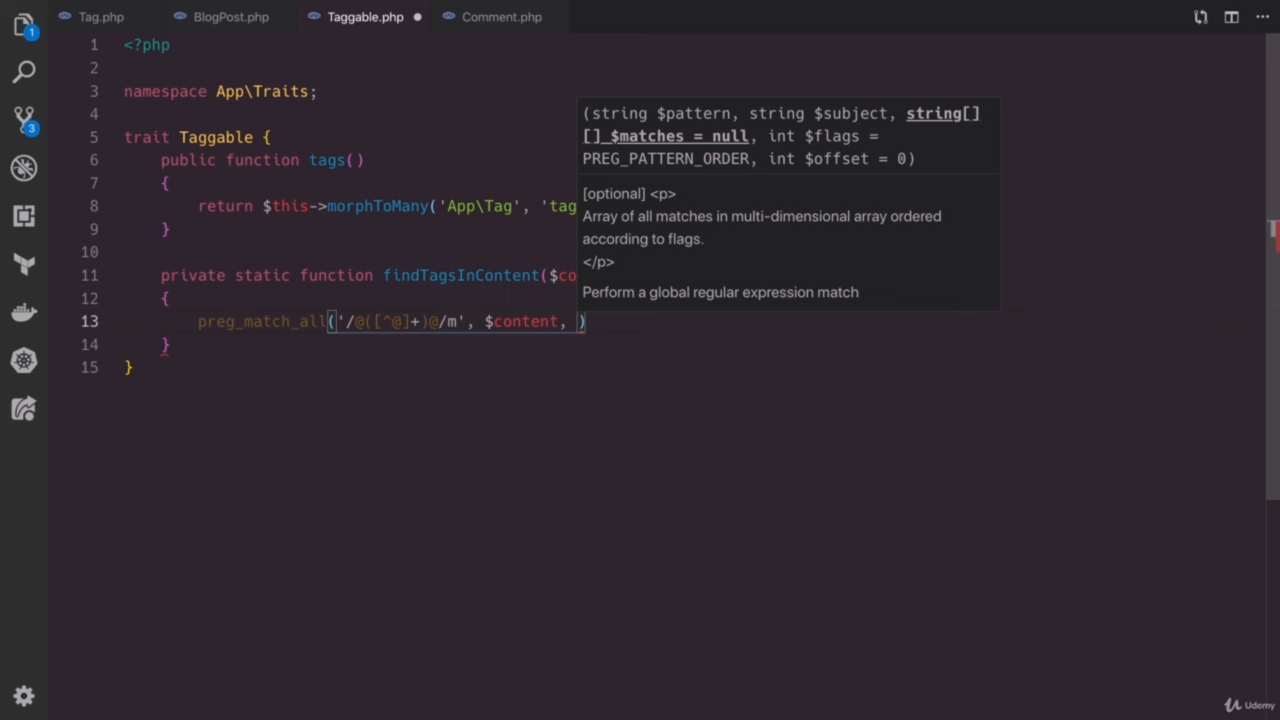 Tag.php BlogPost.php Taggable.php Comment.php
1
1 <?php
2
3 namespace App\Traits;
4
5 trait Taggable {
6 public function tags()
7 {
8 return $this->morphToMany('App\Tag', 'tag
9 }
10
11 private static function findTagsInContent($co
12 {
13 preg_match_all('/@([^@]+)@/m', $content, )
14 }
15 }
3
(string $pattern, string $subject, string[]
[] $matches = null, int $flags =
PREG_PATTERN_ORDER, int $offset = 0)
[optional] <p>
Array of all matches in multi-dimensional array ordered
according to flags.
</p>
Perform a global regular expression match
Udemy